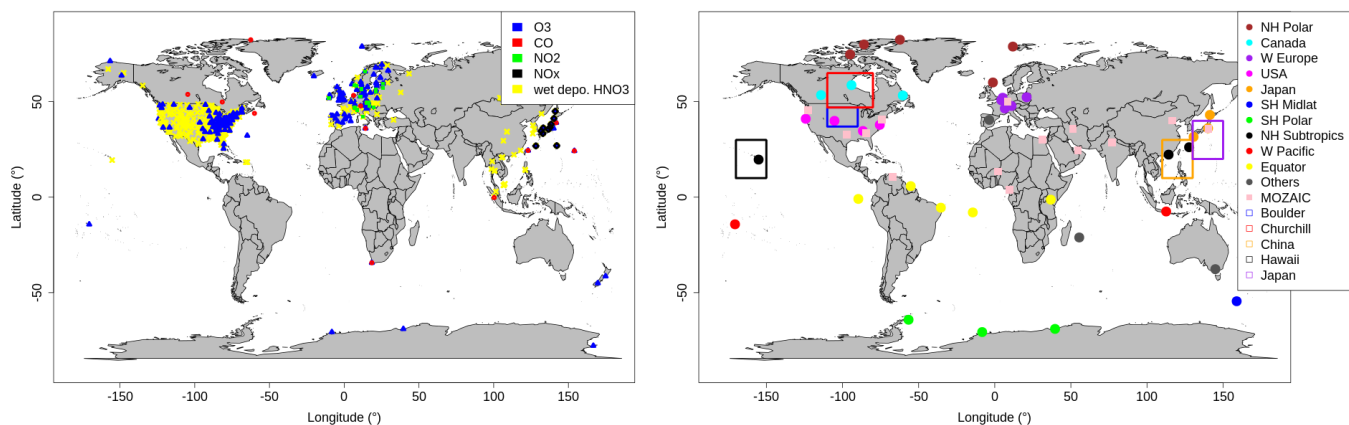 O3
CO
NO2
NOx
wet depo. HNO3
Latitude (°)
50
0
-50
-150
-100
-50
0
50
100
150
Longitude (°)
NH Polar
Canada
W Europe
USA
Japan
SH Midlat
SH Polar
NH Subtropics
W Pacific
Equator
Others
MOZAIC
Boulder
Churchill
China
Hawaii
Japan
Latitude (°)
50
0
-50
-150
-100
-50
0
50
100
150
Longitude (°)